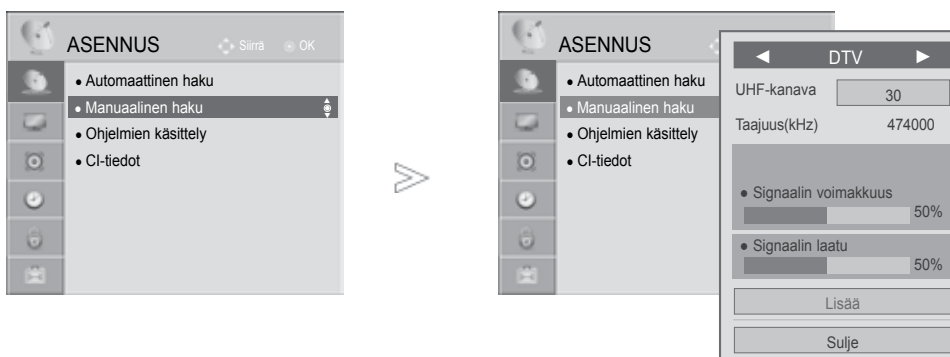 ASENNUS
Siirrä
OK
● Automaattinen haku
● Manuaalinen haku
● Ohjelmien käsittely
● CI-tiedot
ASENNUS
● Automaattinen haku
● Manuaalinen haku
● Ohjelmien käsittely
● CI-tiedot
◄ DTV ►
UHF-kanava 30
Taajuus(kHz) 474000
● Signaalin voimakkuus
50%
● Signaalin laatu
50%
Lisää
Sulje